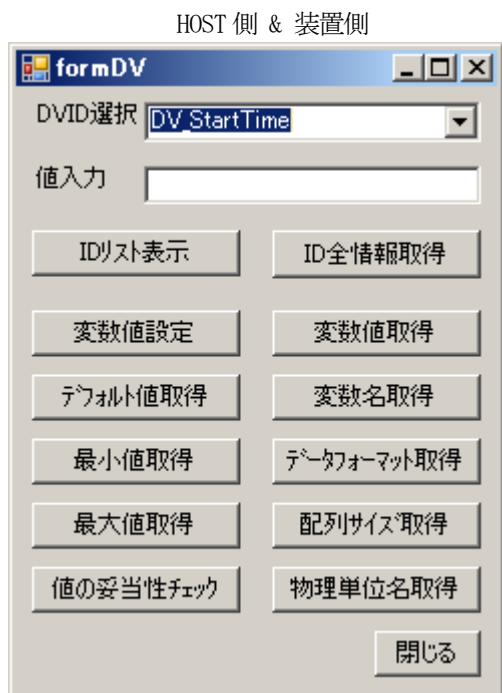 HOST 側 & 装置側
formDV
DVID選択 DV_StartTime
値入力
IDﾘｽﾄ表示 ID全情報取得
変数値設定 変数値取得
ﾃﾞﾌｫﾙﾄ値取得 変数名取得
最小値取得 ﾃﾞｰﾀﾌｫｰﾏｯﾄ取得
最大値取得 配列ｻｲｽﾞ取得
値の妥当性ﾁｪｯｸ 物理単位名取得
閉じる